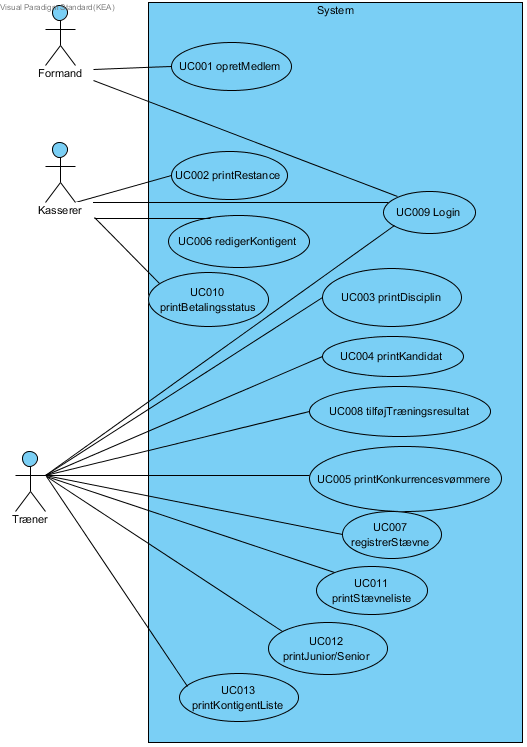 Visual Paradigm Standard(KEA)
System
Formand
UC001 opretMedlem
Kasserer
UC002 printRestance
UC009 Login
UC006 redigerKontigent
UC010
printBetalingsstatus
UC003 printDisciplin
UC004 printKandidat
UC008 tilføjTræningsresultat
Træner
UC005 printKonkurrencesvømmere
UC007
registrerStævne
UC011
printStævneliste
UC012
printJunior/Senior
UC013
printKontigentListe